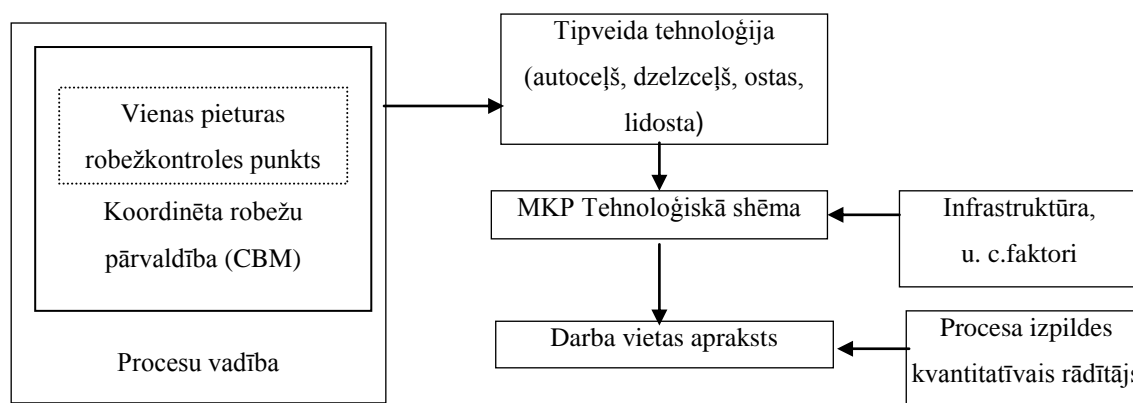 Vienas pieturas
robežkontroles punkts
Koordinēta robežu
pārvaldība (CBM)
Procesu vadība
Tipveida tehnoloģija
(autoceļš, dzelzceļš, ostas,
lidosta)
MKP Tehnoloģiskā shēma
Infrastruktūra,
u. c.faktori
Darba vietas apraksts
Procesa izpildes
kvantitatīvais rādītājs